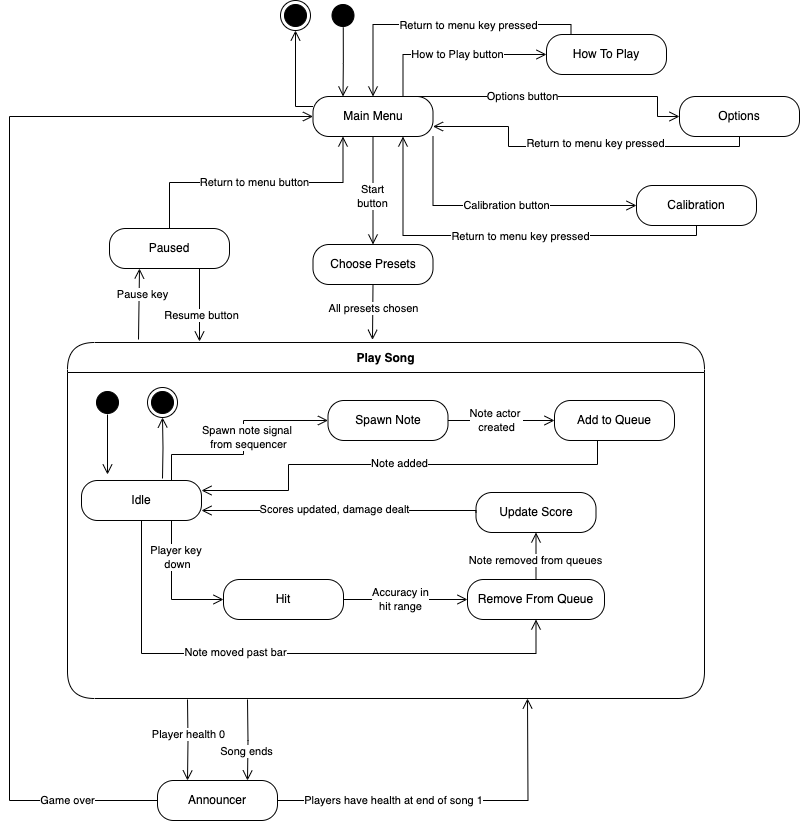 Return to menu key pressed
How to Play button
How To Play
Options button
Main Menu
Options
Return to menu key pressed
Return to menu button
Start
button
Calibration button
Calibration
Return to menu key pressed
Paused
Choose Presets
Pause key
Resume button
All presets chosen
Play Song
Spawn note signal
from sequencer
Spawn Note
Note actor
created
Add to Queue
Note added
Idle
Scores updated, damage dealt
Update Score
Player key
down
Note removed from queues
Hit
Accuracy in
hit range
Remove From Queue
Note moved past bar
Player health 0
Song ends
Game over
Announcer
Players have health at end of song 1